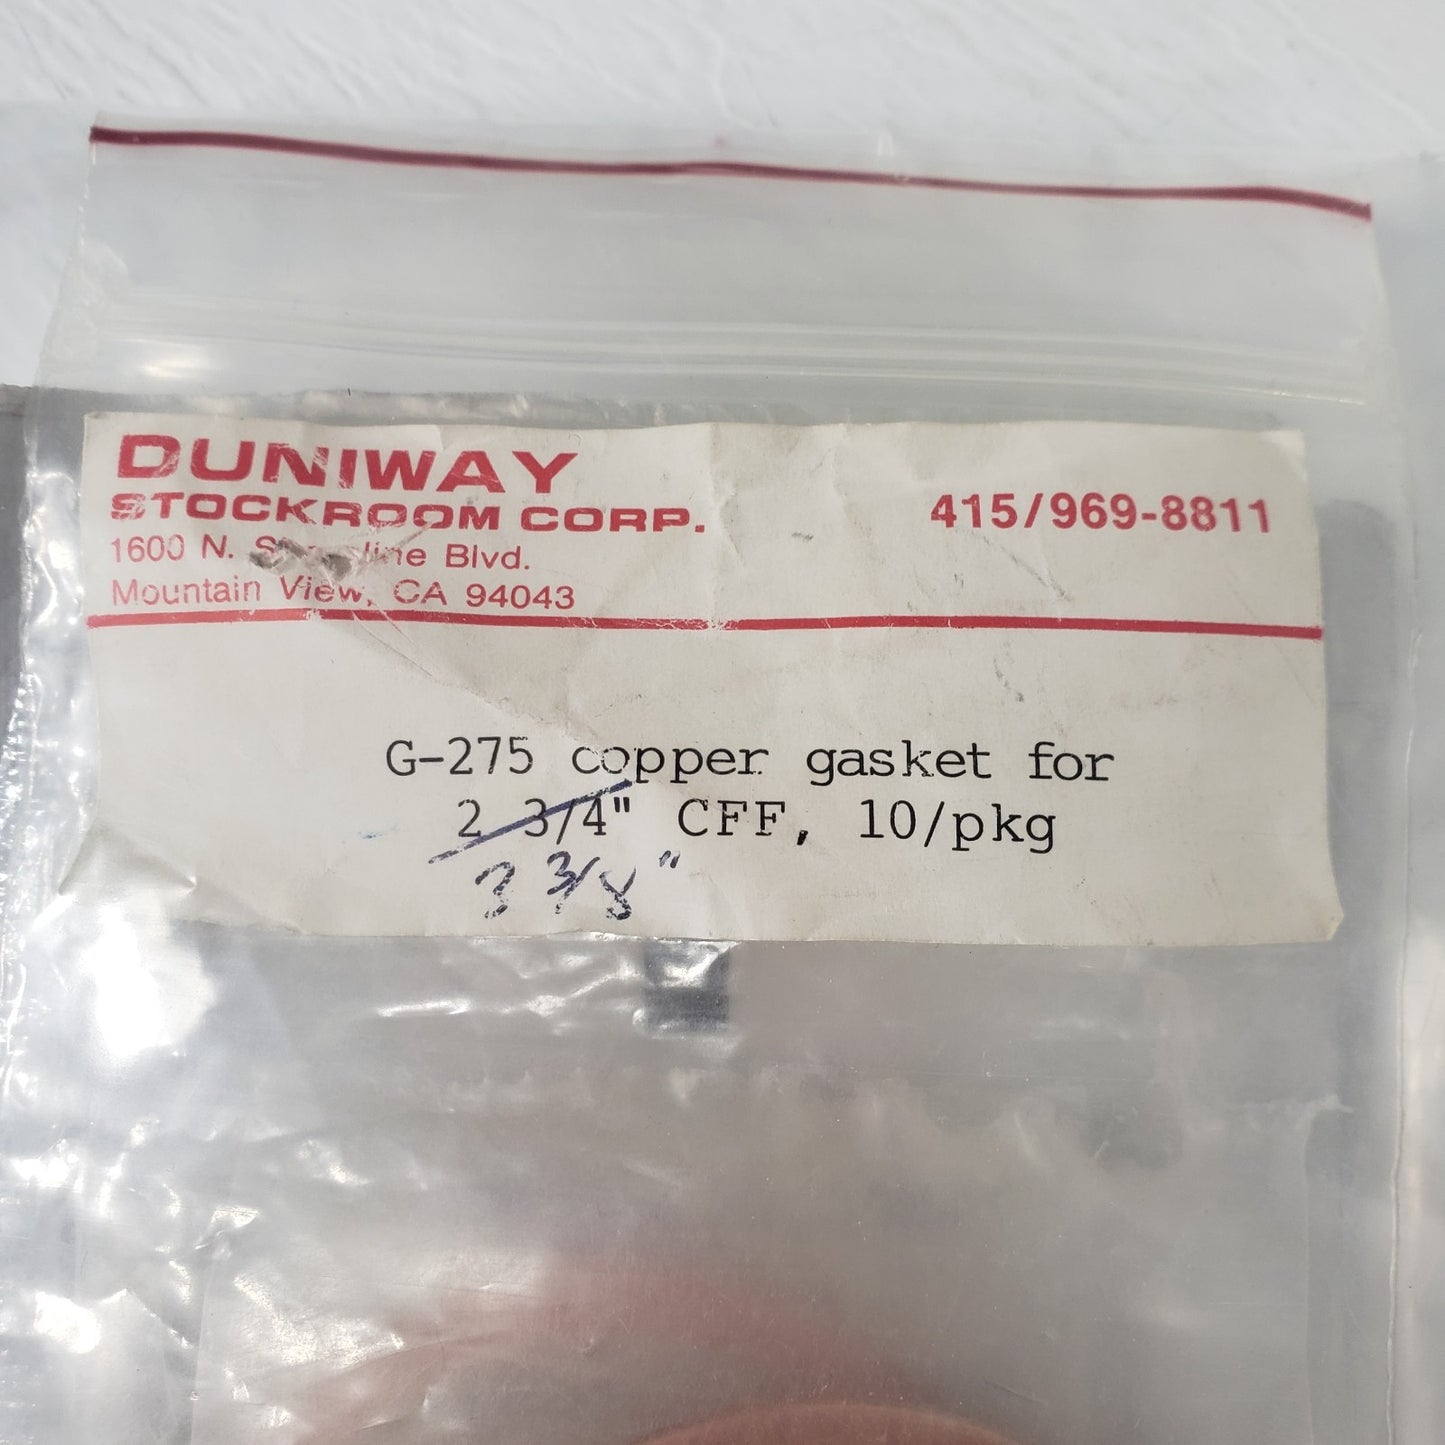 DUNIWAY
STOCKROOM CORP.
415/969-8811
1600 N. Shoreline Blvd.
Mountain View, CA 94043
G-275 copper gasket for
2 3/4" CFF, 10/pkg
3 3/8"